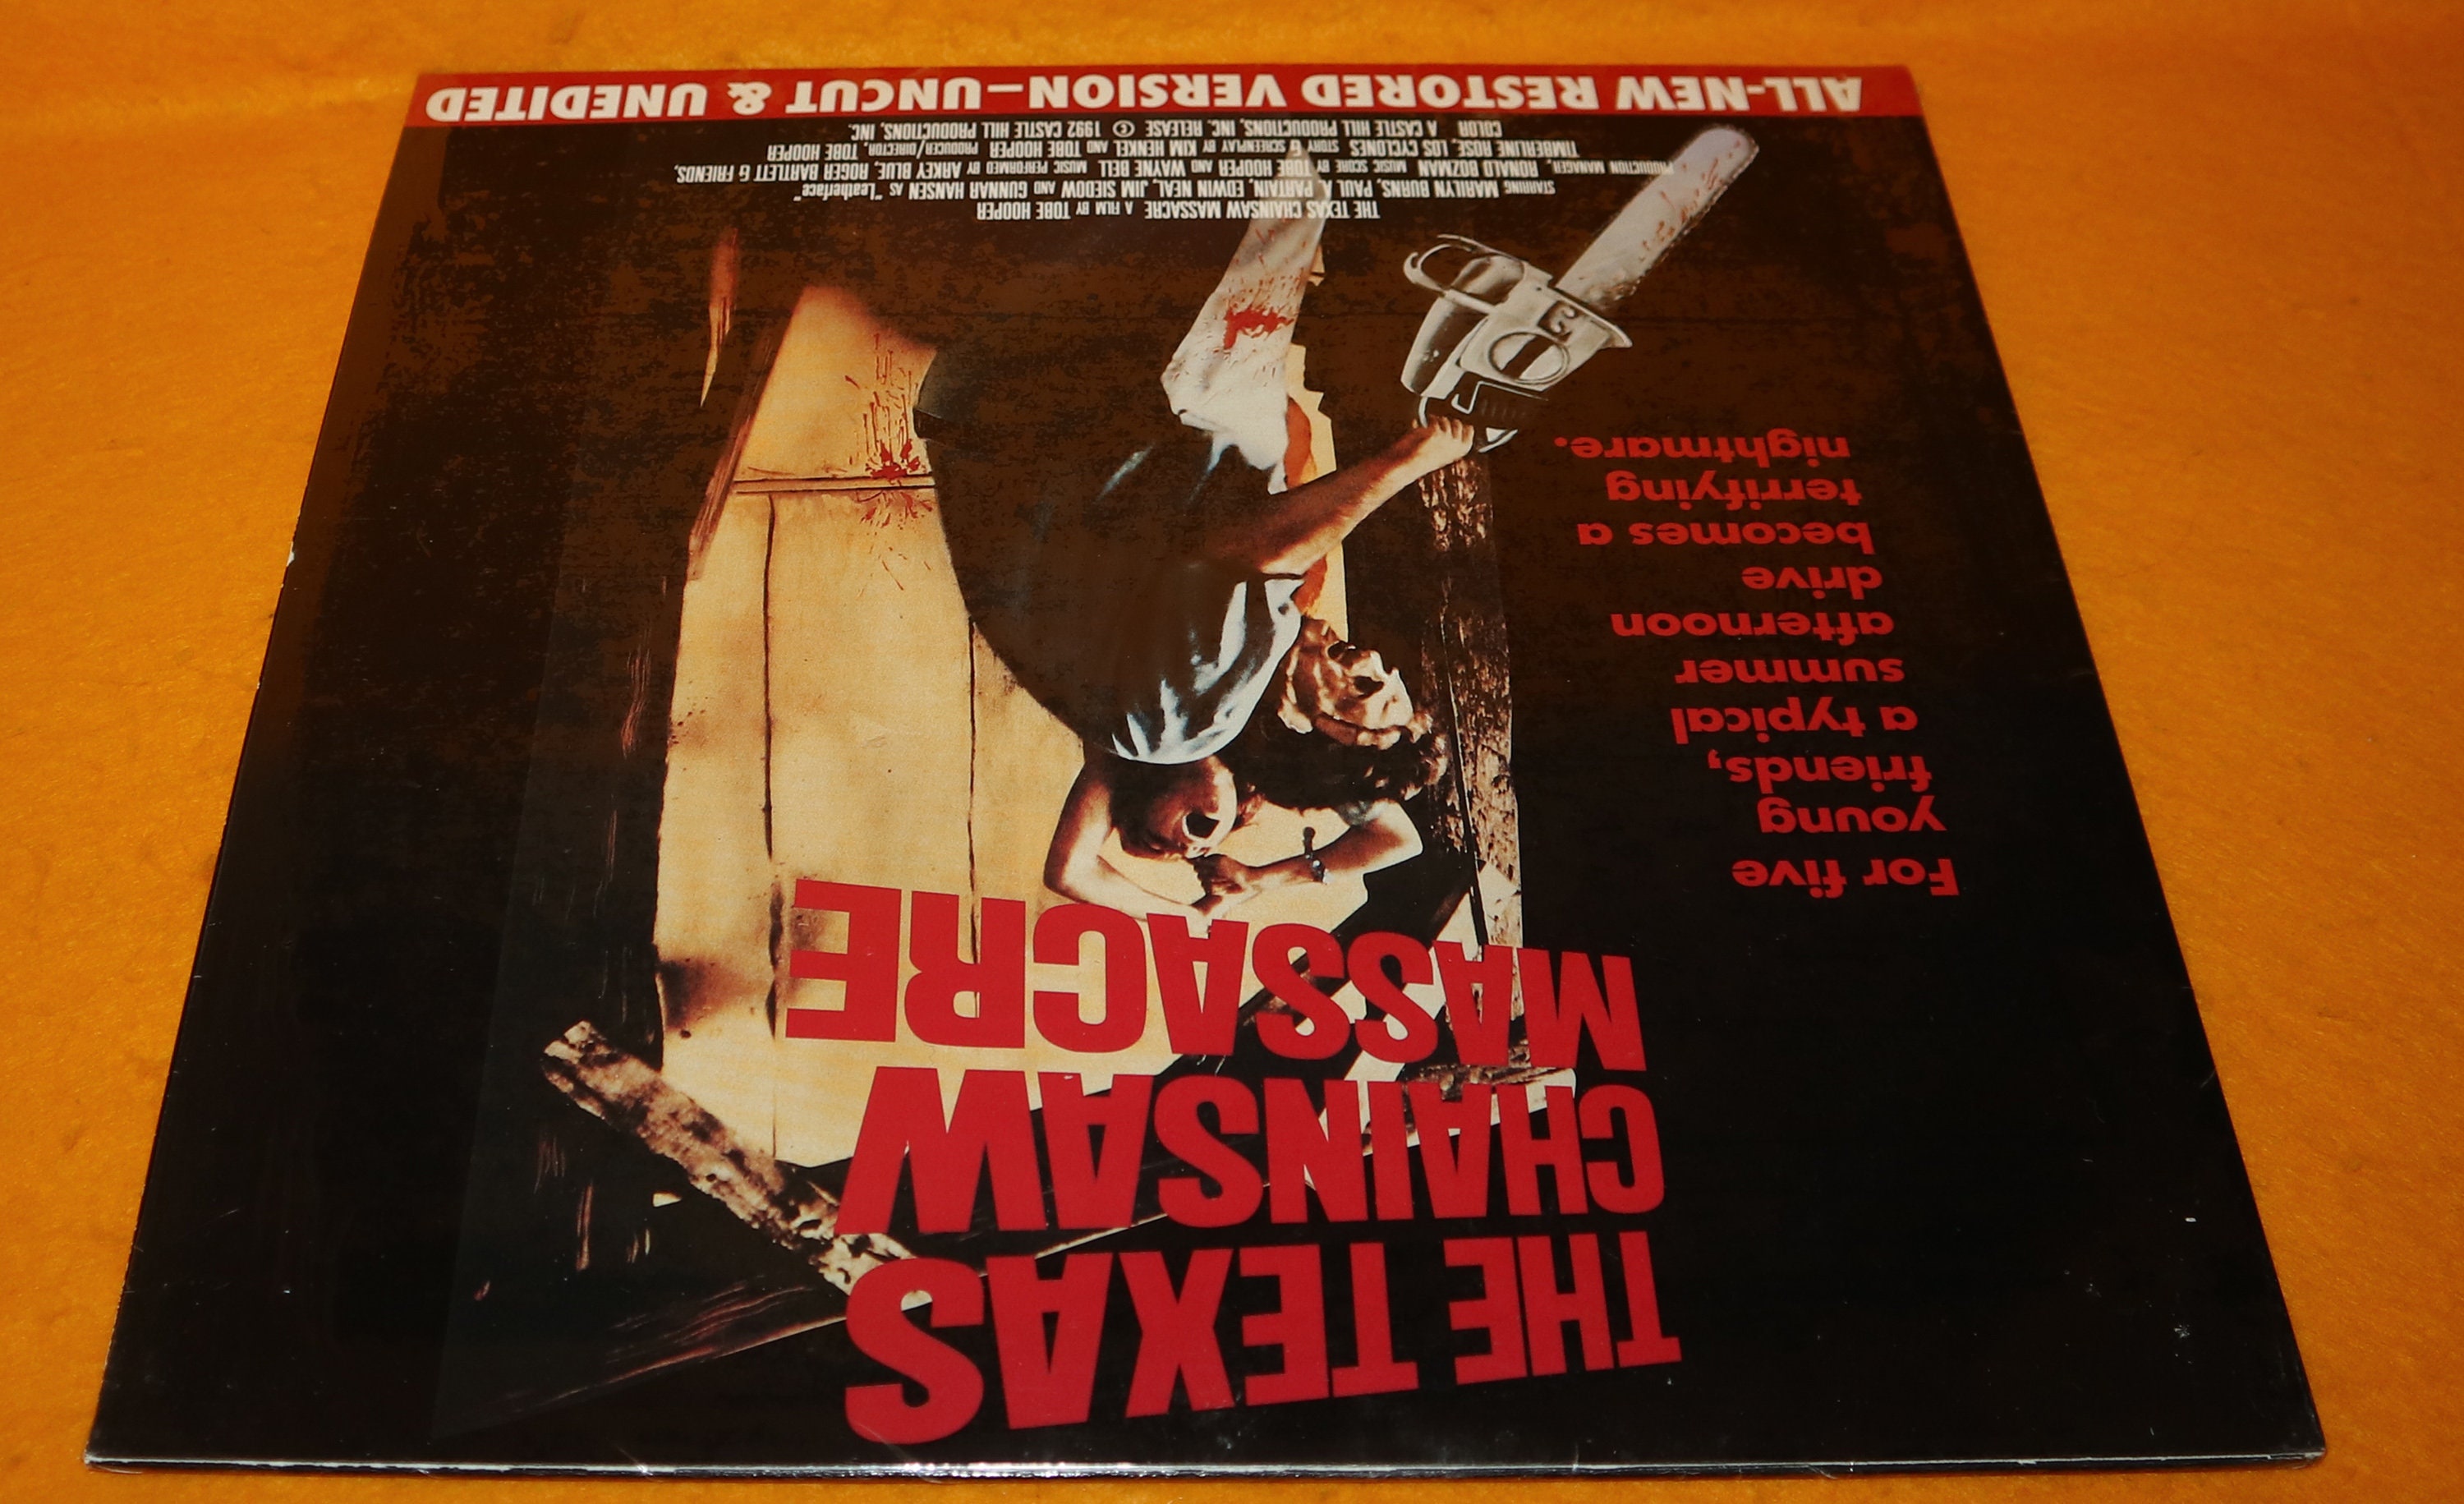 THE TEXAS
CHAINSAW
MASSACRE
For five
young
friends,
a typical
summer
afternoon
drive
becomes a
terrifying
nightmare.
THE TEXAS CHAINSAW MASSACRE A FILM BY TOBE HOOPER
STARRING MARILYN BURNS, PAUL A. PARTAIN, EDWIN NEAL, JIM SIEDOW AND GUNNAR HANSEN AS "Leatherface"
PRODUCTION MANAGER, RONALD BOZMAN MUSIC SCORE BY TOBE HOOPER AND WAYNE BELL MUSIC PERFORMED BY ARKEY BLUE, ROGER BARTLETT & FRIENDS,
TIMBERLINE ROSE, LOS CYCLONES STORY & SCREENPLAY BY KIM HENKEL AND TOBE HOOPER PRODUCER/DIRECTOR, TOBE HOOPER
COLOR A CASTLE HILL PRODUCTIONS, INC. RELEASE © 1992 CASTLE HILL PRODUCTIONS, INC.
ALL-NEW RESTORED VERSION—UNCUT & UNEDITED